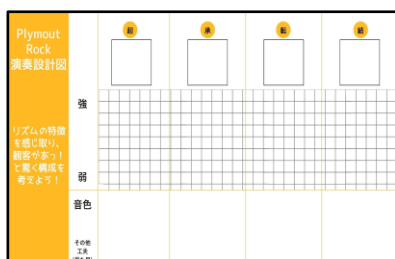 Plymout
Rock
演奏設計図
リズムの特徴
を感じ取り、
観客があっ！
と驚く構成を
考えよう！
起
承
転
結
強
弱
音色
その他
工夫